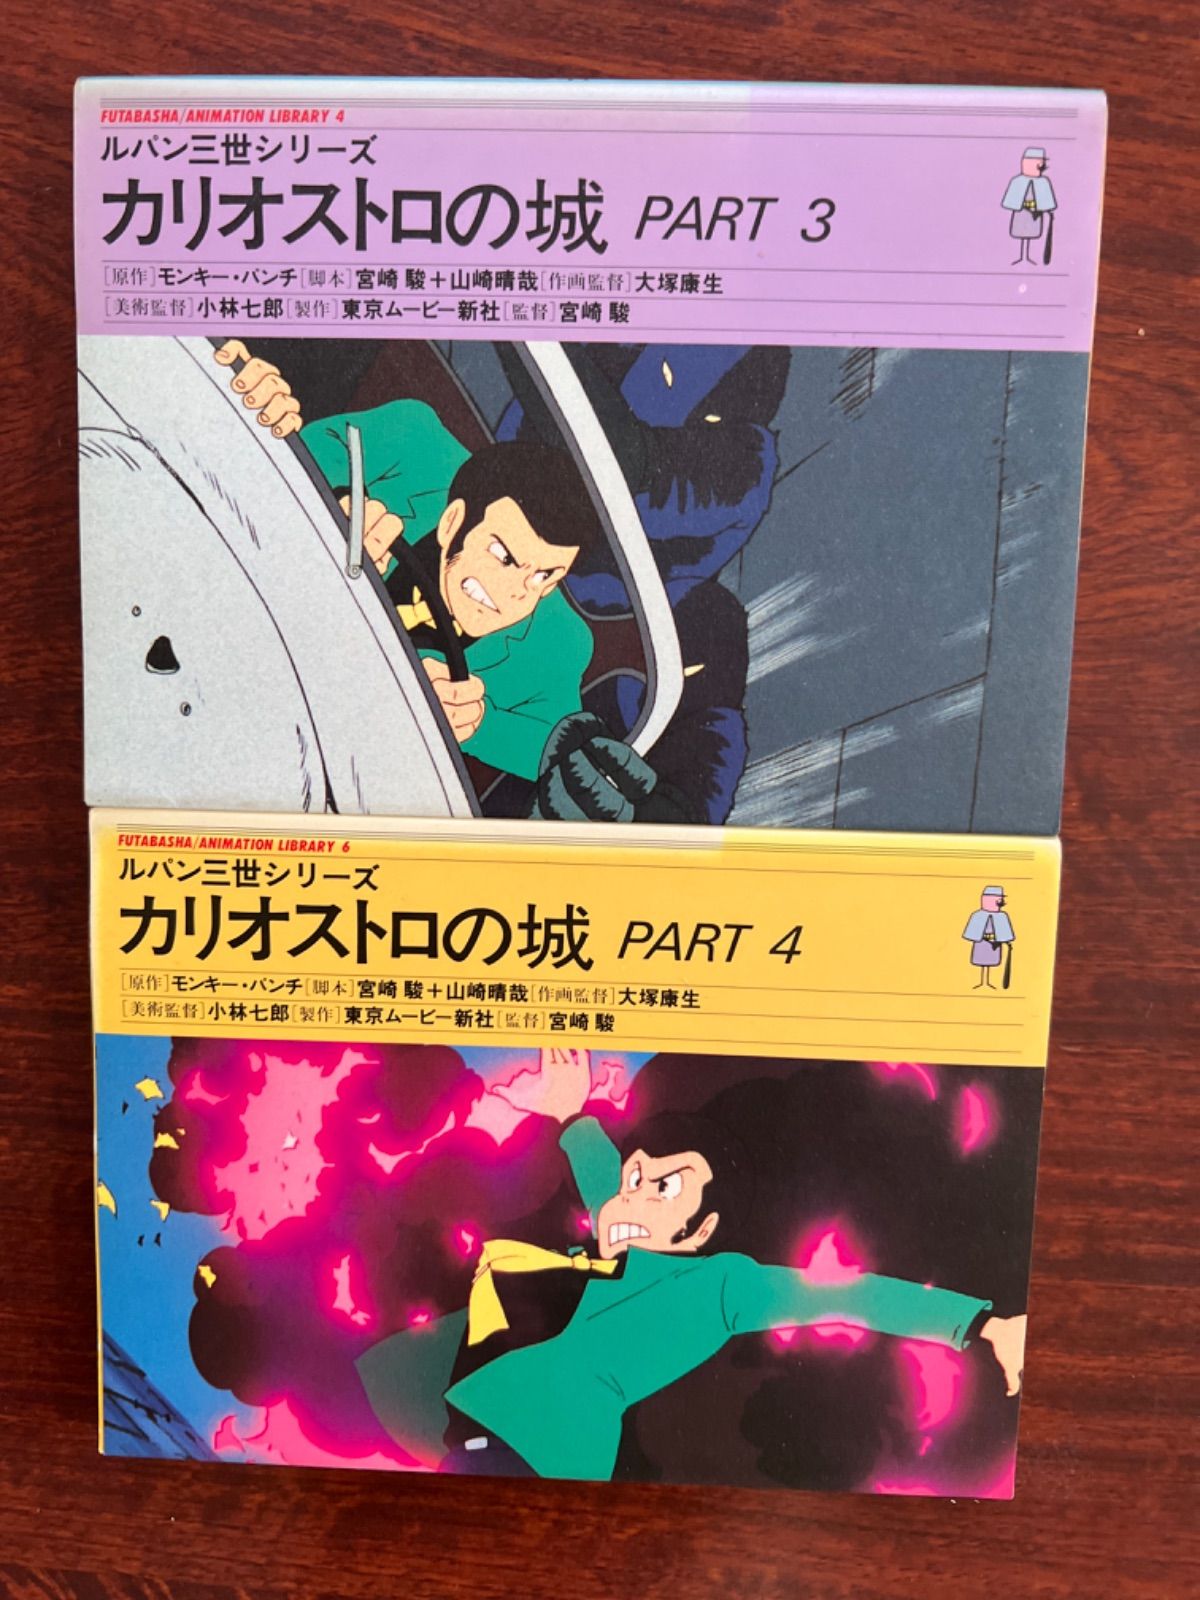 FUTABASHA/ANIMATION LIBRARY 4
ルパン三世シリーズ
カリオストロの城 PART 3
[原作]モンキー・パンチ[脚本]宮崎 駿＋山崎晴哉[作画監督]大塚康生
[美術監督]小林七郎[製作]東京ムービー新社[監督]宮崎 駿
FUTABASHA/ANIMATION LIBRARY 6
ルパン三世シリーズ
カリオストロの城 PART 4
[原作]モンキー・パンチ[脚本]宮崎 駿＋山崎晴哉[作画監督]大塚康生
[美術監督]小林七郎[製作]東京ムービー新社[監督]宮崎 駿